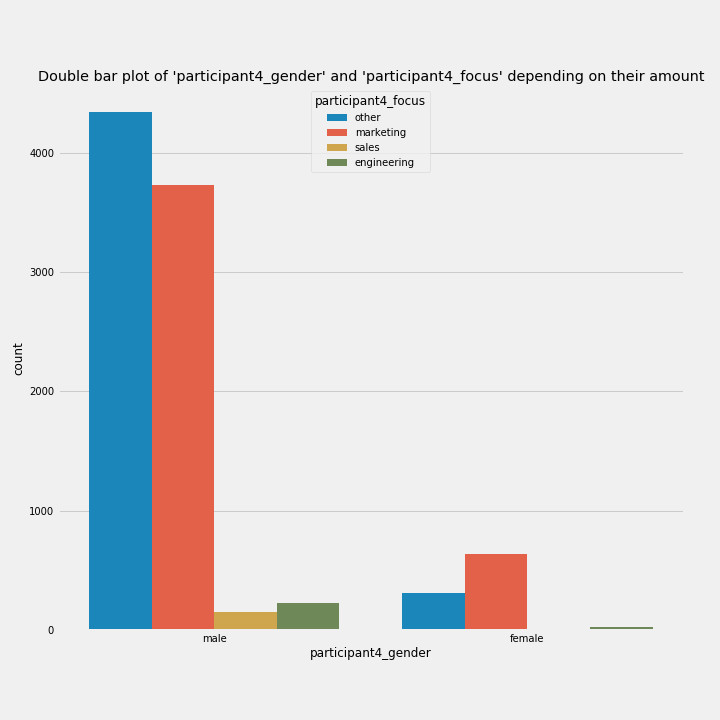 Double bar plot of 'participant4_gender' and 'participant4_focus' depending on their amount
participant4_focus
other
marketing
sales
engineering
4000
3000
2000
1000
0
count
male
female
participant4_gender